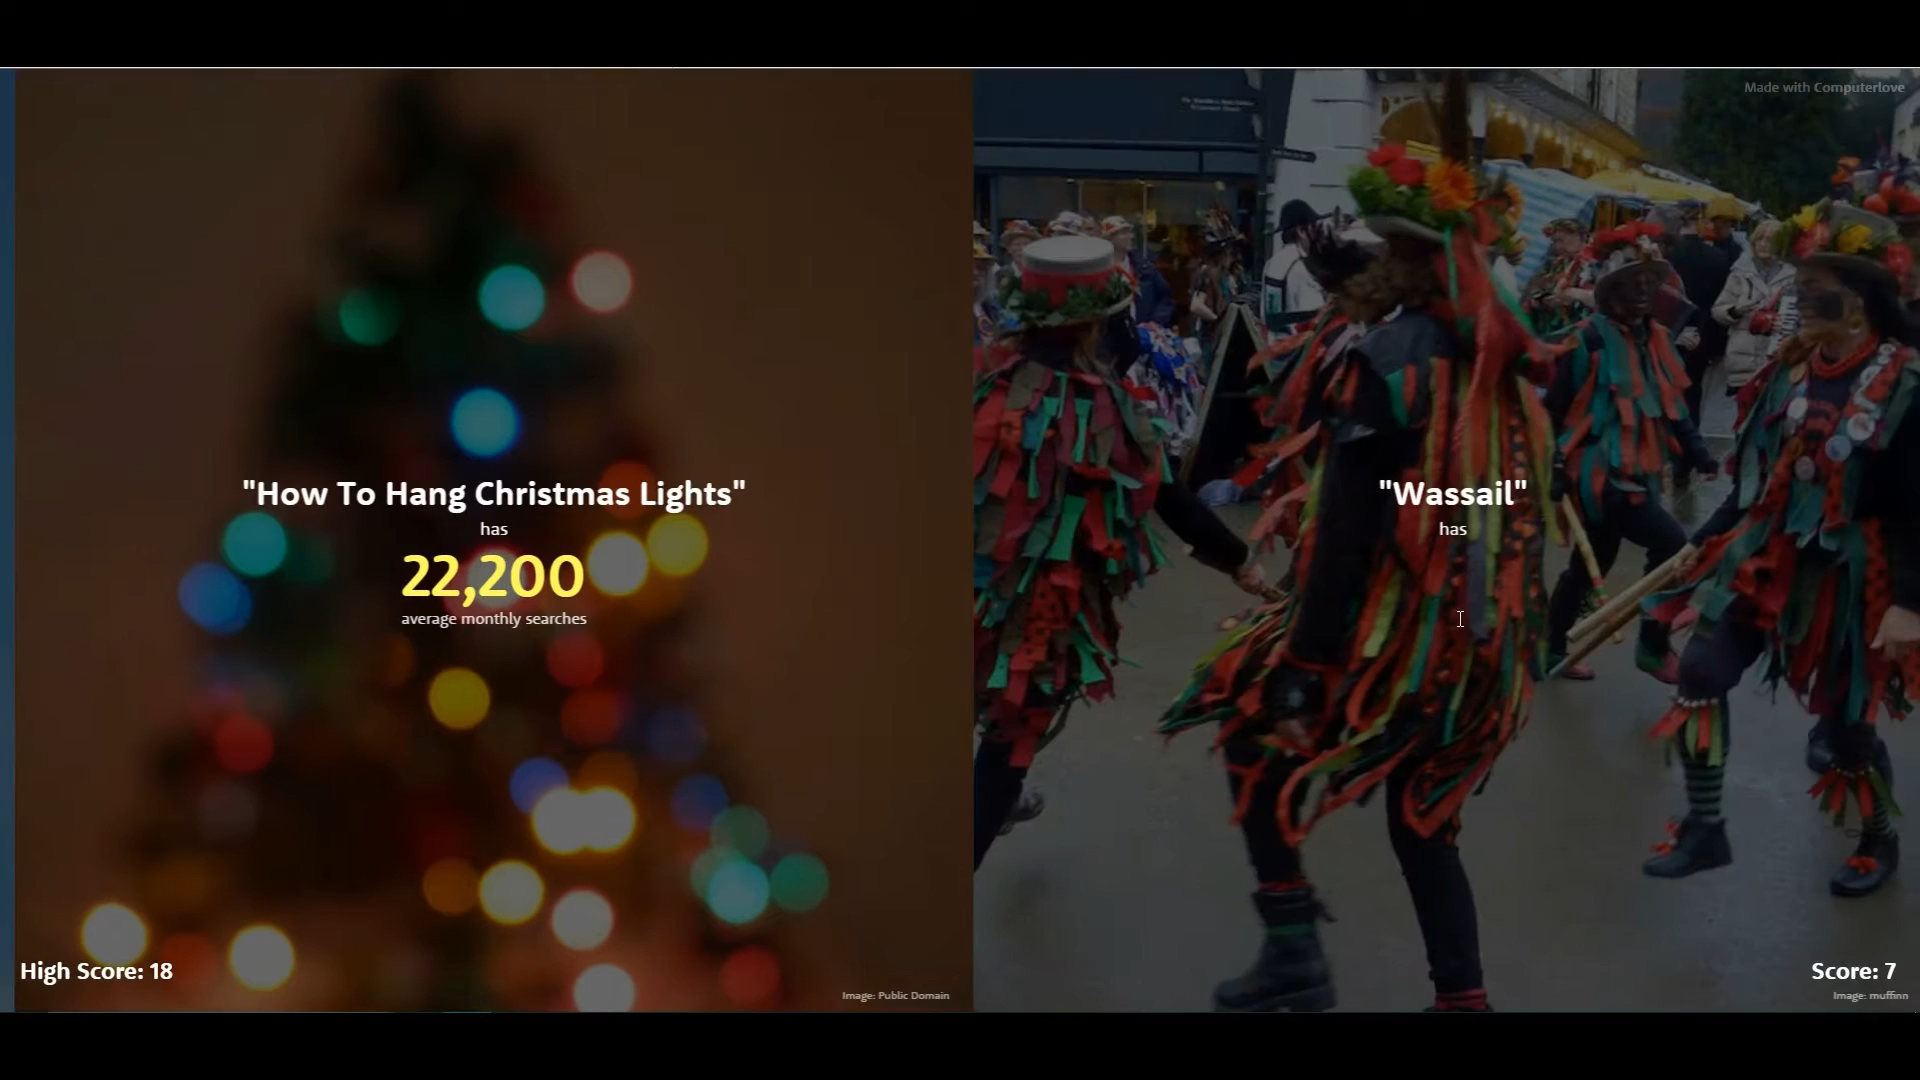 Made with Computerlove
"How To Hang Christmas Lights"
has
22,200
average monthly searches
"Wassail"
has
High Score: 18
Image: Public Domain
Score: 7
Image: muffinn